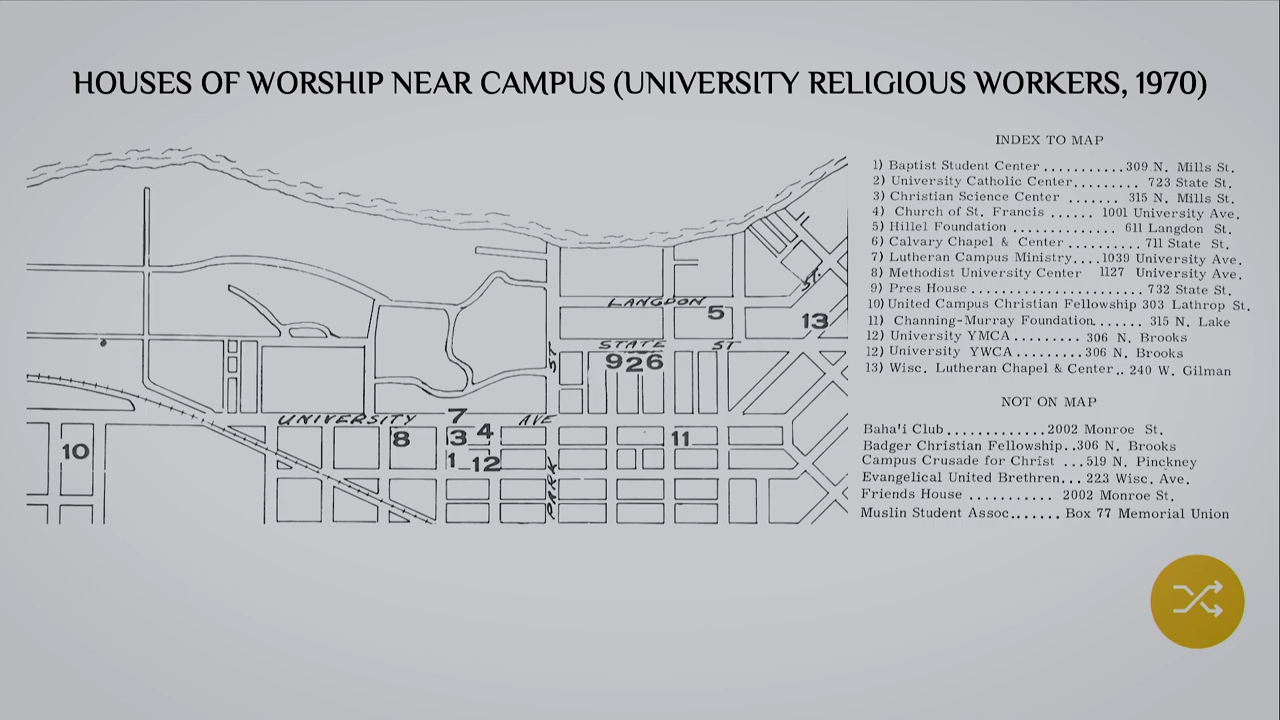 HOUSES OF WORSHIP NEAR CAMPUS (UNIVERSITY RELIGIOUS WORKERS, 1970)
INDEX TO MAP
1) Baptist Student Center ........... 309 N. Mills St.
2) University Catholic Center ......... 723 State St.
3) Christian Science Center ....... 315 N. Mills St.
4) Church of St. Francis ...... 1001 University Ave.
5) Hillel Foundation .............. 611 Langdon St.
6) Calvary Chapel & Center .......... 711 State St.
7) Lutheran Campus Ministry .... 1039 University Ave.
8) Methodist University Center 1127 University Ave.
9) Pres House ...................... 732 State St.
10) United Campus Christian Fellowship 303 Lathrop St.
11) Channing-Murray Foundation ....... 315 N. Lake
12) University YMCA ......... 306 N. Brooks
12) University YWCA ......... 306 N. Brooks
13) Wisc. Lutheran Chapel & Center .. 240 W. Gilman
NOT ON MAP
Baha'i Club ............. 2002 Monroe St.
Badger Christian Fellowship .. 306 N. Brooks
Campus Crusade for Christ ... 519 N. Pinckney
Evangelical United Brethren ... 223 Wisc. Ave.
Friends House ........... 2002 Monroe St.
Muslin Student Assoc ....... Box 77 Memorial Union
ST.
LANGDON
5
13
STATE ST
ST
9 2 6
UNIVERSITY AVE
7
8
3 4
11
10
1 12
PARK